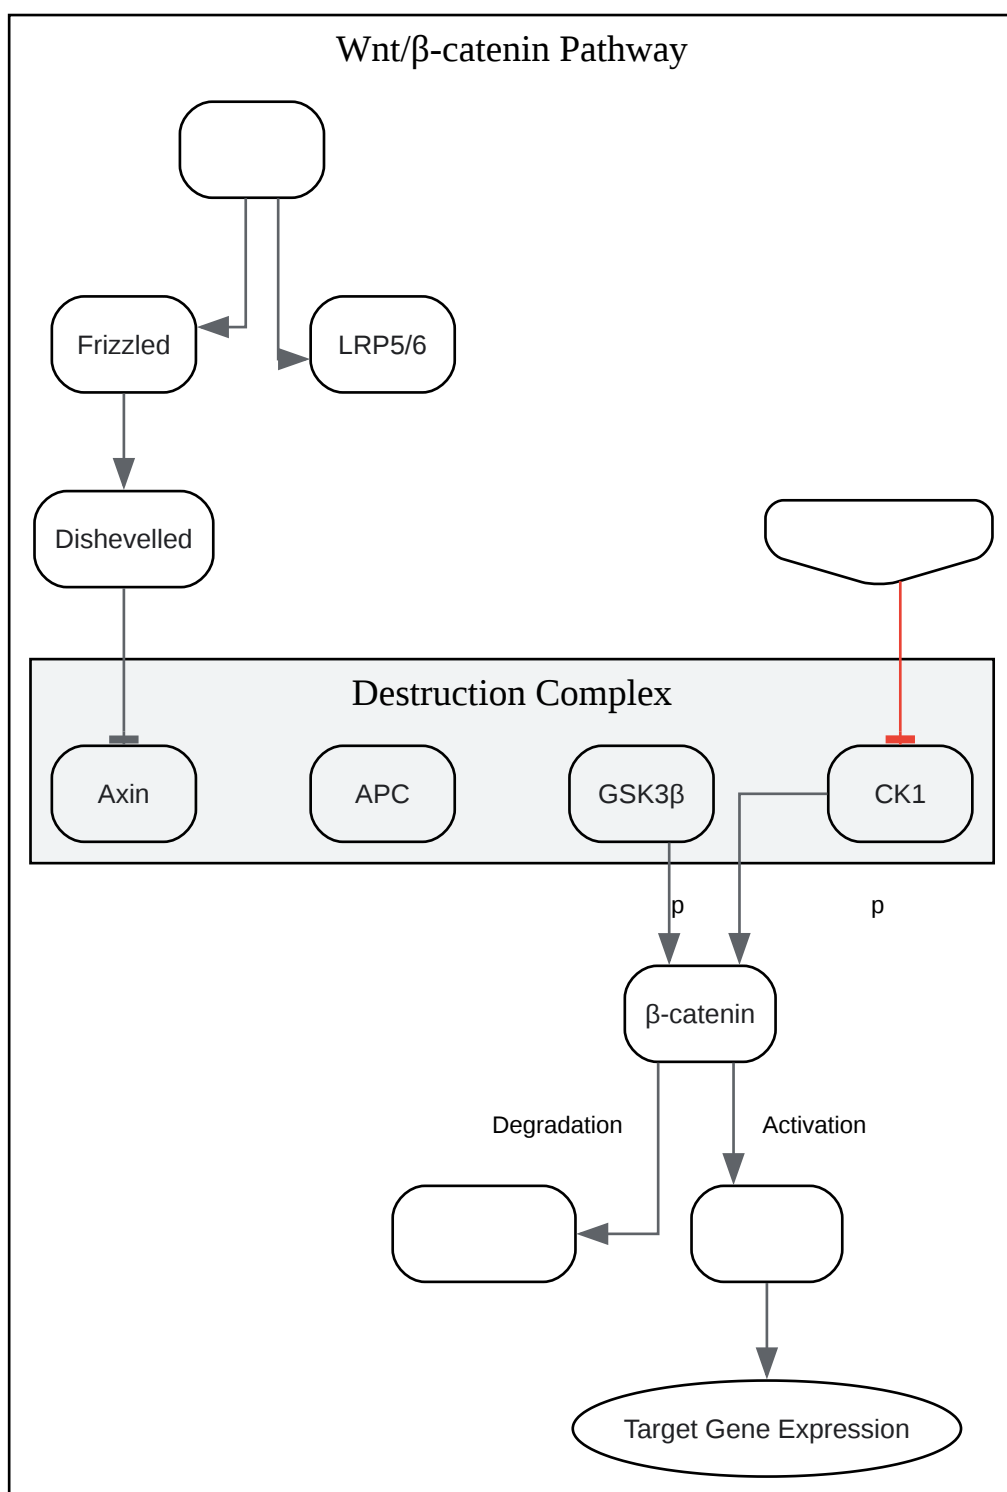 Wnt/β-catenin Pathway
Frizzled
LRP5/6
Dishevelled
Destruction Complex
Axin
APC
GSK3β
CK1
p
p
β-catenin
Degradation
Activation
Target Gene Expression